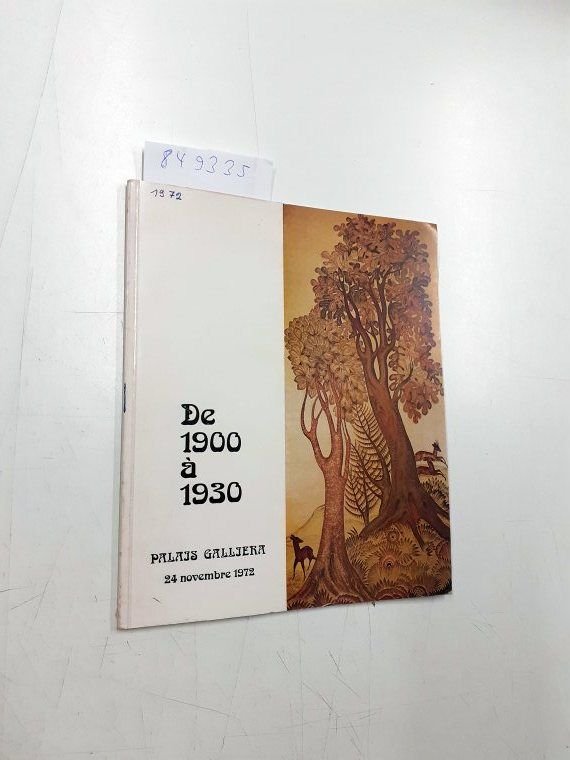 849335
1972
De
1900
à
1930
PALAIS GALLIERA
24 novembre 1972